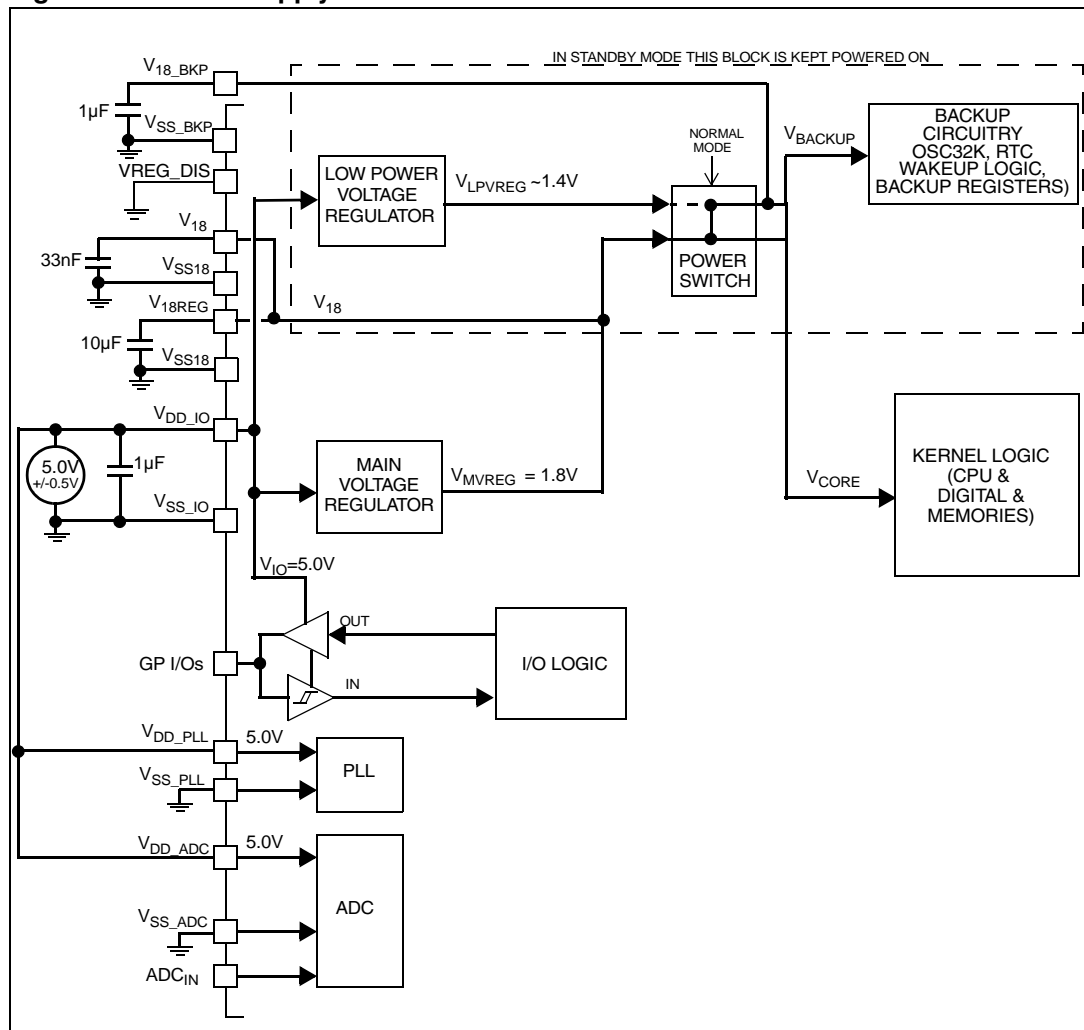 IN STANDBY MODE THIS BLOCK IS KEPT POWERED ON
V18_BKP
1µF
VSS_BKP
VREG_DIS
V18
33nF
VSS18
V18REG
10µF
VSS18
VDD_IO
5.0V
+/-0.5V
1µF
VSS_IO
LOW POWER
VOLTAGE
REGULATOR
VLPVREG ~1.4V
NORMAL
MODE
POWER
SWITCH
VBACKUP
BACKUP
CIRCUITRY
OSC32K, RTC
WAKEUP LOGIC,
BACKUP REGISTERS)
V18
MAIN
VOLTAGE
REGULATOR
VMVREG = 1.8V
VCORE
KERNEL LOGIC
(CPU &
DIGITAL &
MEMORIES)
VIO=5.0V
OUT
GP I/Os
IN
I/O LOGIC
VDD_PLL
5.0V
VSS_PLL
PLL
VDD_ADC
5.0V
VSS_ADC
ADCIN
ADC